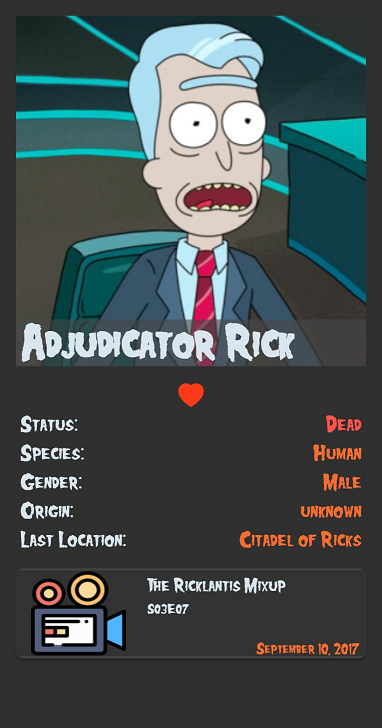 Adjudicator Rick
Status: Dead
Species: Human
Gender: Male
Origin: unknown
Last Location: Citadel of Ricks
The Ricklantis Mixup
S03E07
September 10, 2017